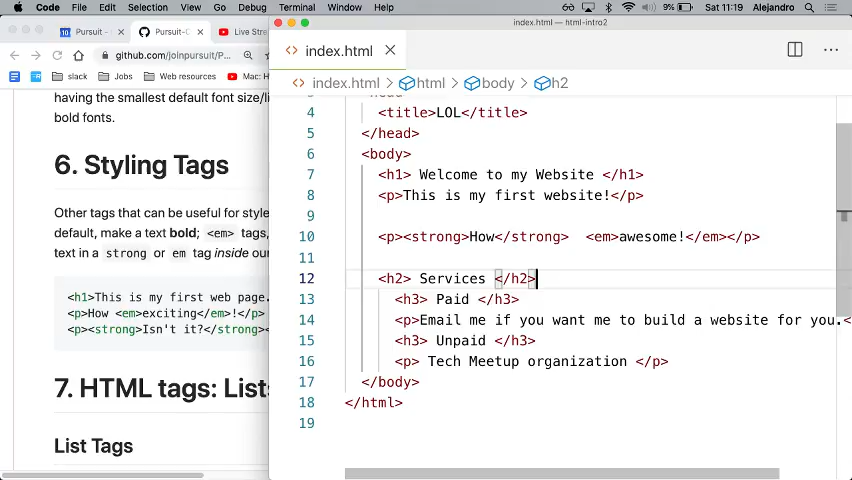 Code File Edit Selection View Go Debug Terminal Window Help 9% Sat 11:19 Alejandro
index.html — html-intro2
Pursuit - Pursuit-C Live Stre
github.com/joinpursuit/P
slack Jobs Web resources Mac: H
having the smallest default font size/li
bold fonts.
6. Styling Tags
Other tags that can be useful for style
default, make a text bold; <em> tags,
text in a strong or em tag inside our
<h1>This is my first web page.
<p>How <em>exciting</em>!</p>
<p><strong>Isn't it?</strong><
7. HTML tags: Lists
List Tags
index.html
index.html html body h2
4 <title>LOL</title>
5 </head>
6 <body>
7 <h1> Welcome to my Website </h1>
8 <p>This is my first website!</p>
9
10 <p><strong>How</strong> <em>awesome!</em></p>
11
12 <h2> Services </h2>
13 <h3> Paid </h3>
14 <p>Email me if you want me to build a website for you.<
15 <h3> Unpaid </h3>
16 <p> Tech Meetup organization </p>
17 </body>
18 </html>
19